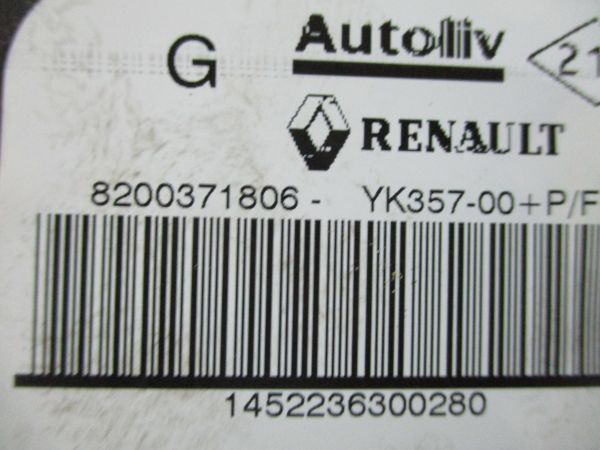 G Autoliv 21
RENAULT
8200371806- YK357-00+P/F
1452236300280